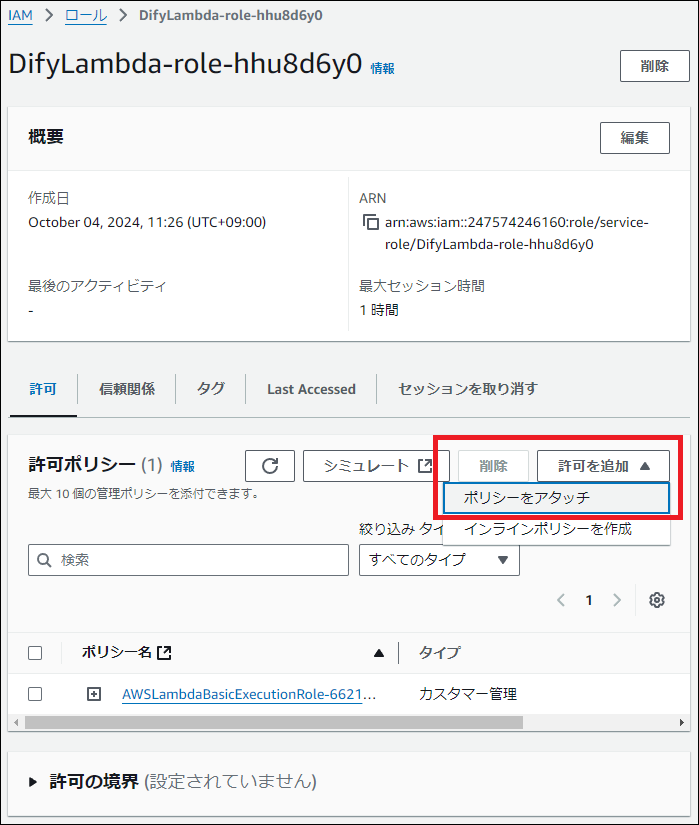 IAM > ロール > DifyLambda-role-hhu8d6y0
DifyLambda-role-hhu8d6y0 情報
削除
概要
編集
作成日
October 04, 2024, 11:26 (UTC+09:00)
ARN
arn:aws:iam::247574246160:role/service-
role/DifyLambda-role-hhu8d6y0
最後のアクティビティ
-
最大セッション時間
1 時間
許可 信頼関係 タグ Last Accessed セッションを取り消す
許可ポリシー (1) 情報
シミュレート 削除 許可を追加
最大 10 個の管理ポリシーを添付できます。
ポリシーをアタッチ
インラインポリシーを作成
絞り込み タイ
検索
すべてのタイプ
< 1 >
ポリシー名 タイプ
AWSLambdaBasicExecutionRole-6621... カスタマー管理
許可の境界 (設定されていません)